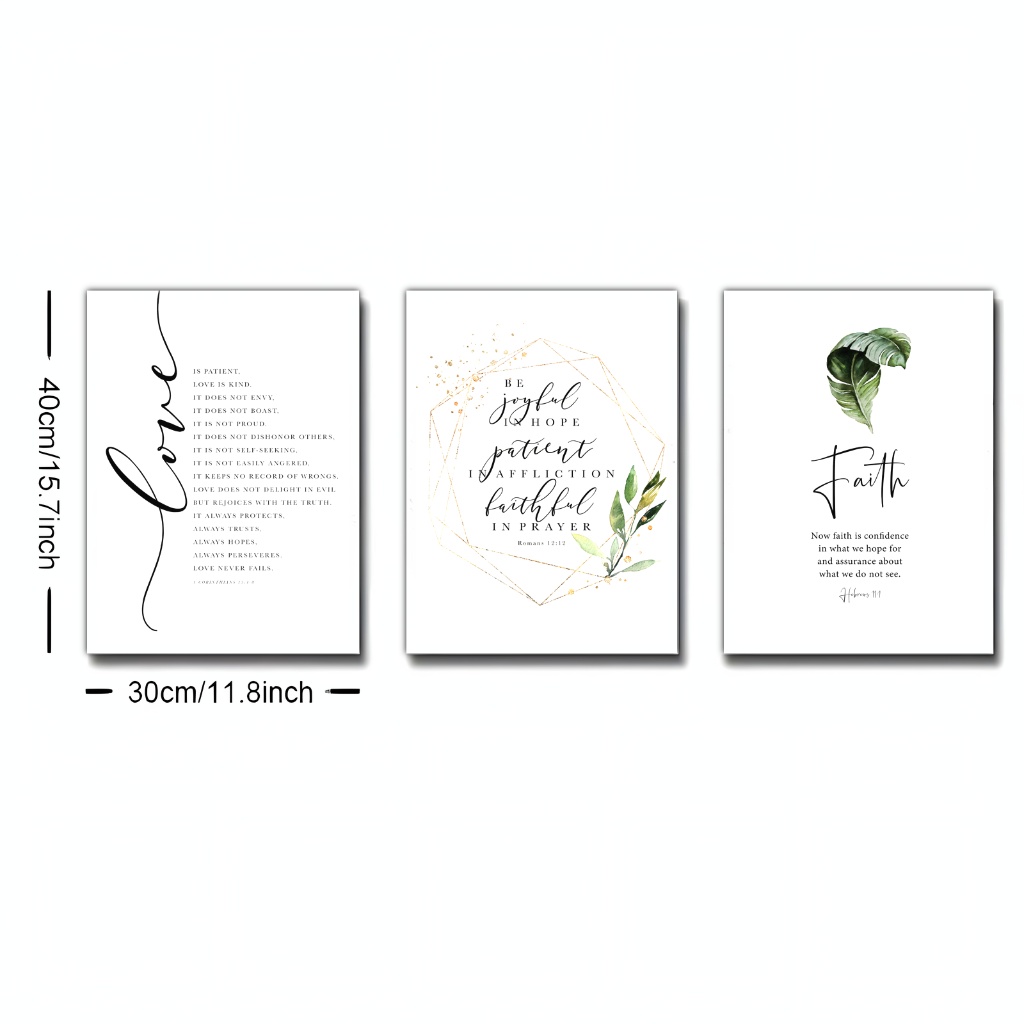 40cm/15.7inch
30cm/11.8inch
love
IS PATIENT,
LOVE IS KIND.
IT DOES NOT ENVY,
IT DOES NOT BOAST,
IT IS NOT PROUD.
IT DOES NOT DISHONOR OTHERS,
IT IS NOT SELF-SEEKING,
IT IS NOT EASILY ANGERED,
IT KEEPS NO RECORD OF WRONGS.
LOVE DOES NOT DELIGHT IN EVIL
BUT REJOICES WITH THE TRUTH.
IT ALWAYS PROTECTS,
ALWAYS TRUSTS,
ALWAYS HOPES,
ALWAYS PERSEVERES.
LOVE NEVER FAILS.
BE
joyful
IN HOPE
patient
IN AFFLICTION
faithful
IN PRAYER
Romans 12:12
Faith
Now faith is confidence
in what we hope for
and assurance about
what we do not see.
Hebrews 11:1